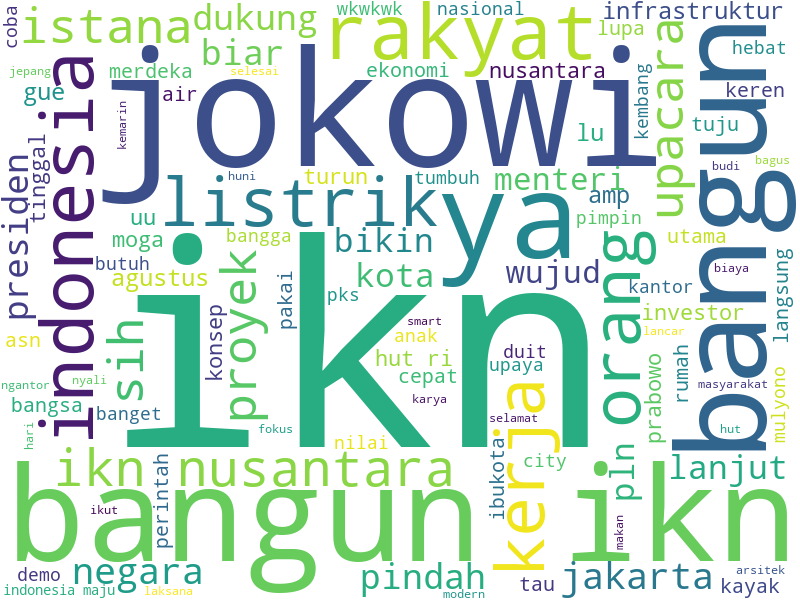 coba
istana
dukung
wkwkwk
nasional
infrastruktur
rakyat
lupa
hebat
biar
jepang
merdeka
selesai
ekonomi
nusantara
kembang
upacara
bangun
keren
gue
air
jokowi
kemarin
lu
tuju
indonesia
tinggal
presiden
huni
turun
tumbuh
menteri
amp
budi
bagus
listrik
ya
uu
moga
bangga
bikin
pimpin
orang
utama
butuh
agustus
proyek
pakai
pks
kota
wujud
kantor
biaya
langsung
ikn
sih
konsep
smart
anak
investor
lancar
asn
hut ri
duit
upaya
prabowo
rumah
masyarakat
mulyono
ngantor
nyali
cepat
karya
bangsa
banget
kerja
selamat
hari
fokus
nilai
ibukota
hut
ikn nusantara
perintah
city
pln
lanjut
bangun ikn
ikut
makan
demo
negara
pindah
tau
jakarta
arsitek
kayak
indonesia maju
laksana
modern